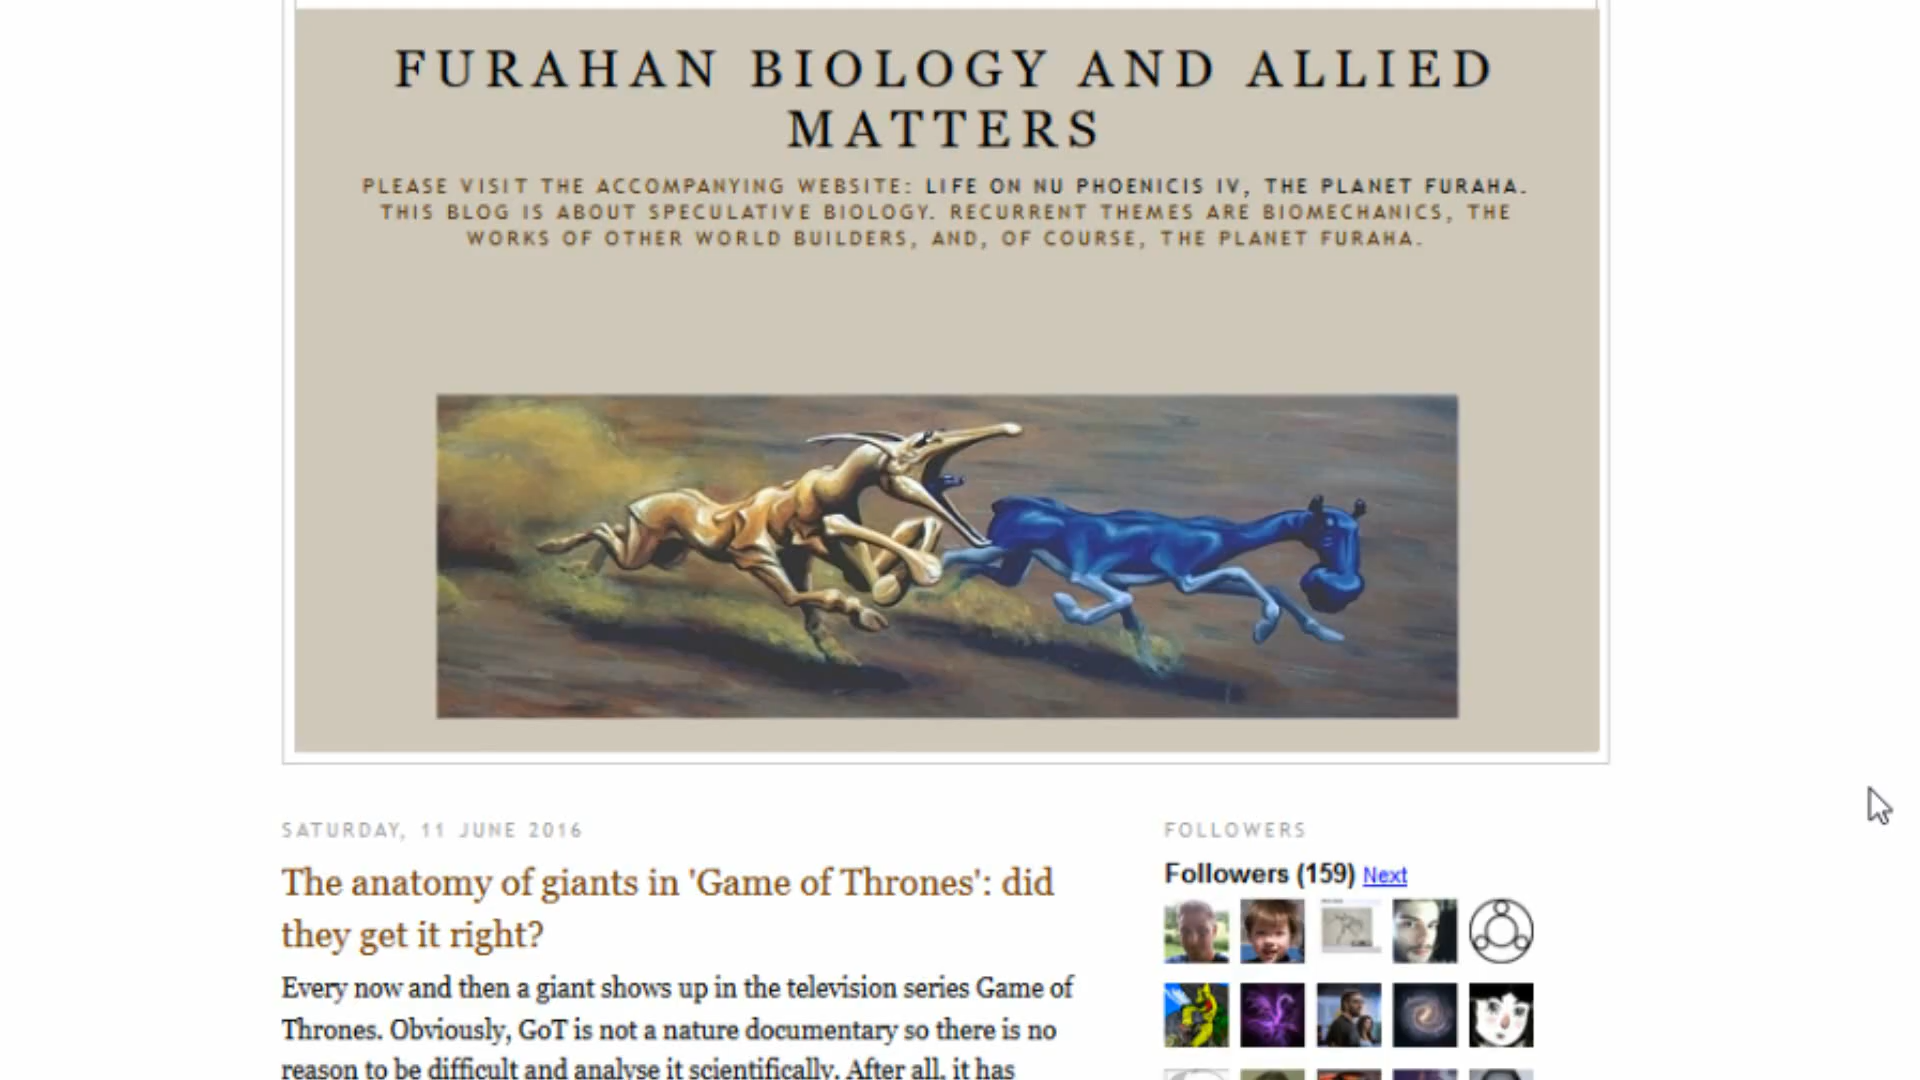 FURAHAN BIOLOGY AND ALLIED
MATTERS
PLEASE VISIT THE ACCOMPANYING WEBSITE: LIFE ON NU PHOENICIS IV, THE PLANET FURAHA.
THIS BLOG IS ABOUT SPECULATIVE BIOLOGY. RECURRENT THEMES ARE BIOMECHANICS, THE
WORKS OF OTHER WORLD BUILDERS, AND, OF COURSE, THE PLANET FURAHA.
SATURDAY, 11 JUNE 2016
The anatomy of giants in 'Game of Thrones': did
they get it right?
Every now and then a giant shows up in the television series Game of
Thrones. Obviously, GoT is not a nature documentary so there is no
reason to be difficult and analyse it scientifically. After all, it has
FOLLOWERS
Followers (159) Next